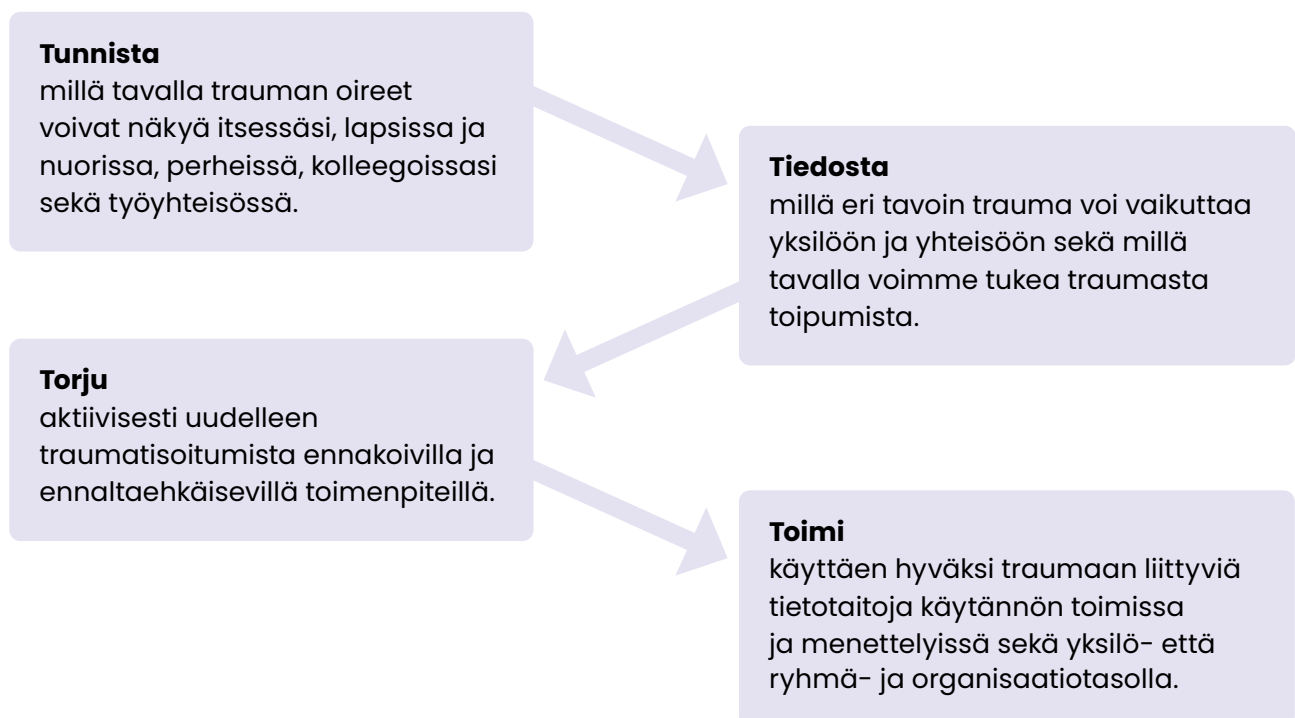 Tunnista
millä tavalla trauman oireet
voivat näkyä itsessäsi, lapsissa ja
nuorissa, perheissä, kolleegoissasi
sekä työyhteisössä.
Tiedosta
millä eri tavoin trauma voi vaikuttaa
yksilöön ja yhteisöön sekä millä
tavalla voimme tukea traumasta
toipumista.
Torju
aktiivisesti uudelleen
traumatisoitumista ennakoivilla ja
ennaltaehkäisevillä toimenpiteillä.
Toimi
käyttäen hyväksi traumaan liittyviä
tietotaitoja käytännön toimissa
ja menettelyissä sekä yksilö- että
ryhmä- ja organisaatiotasolla.